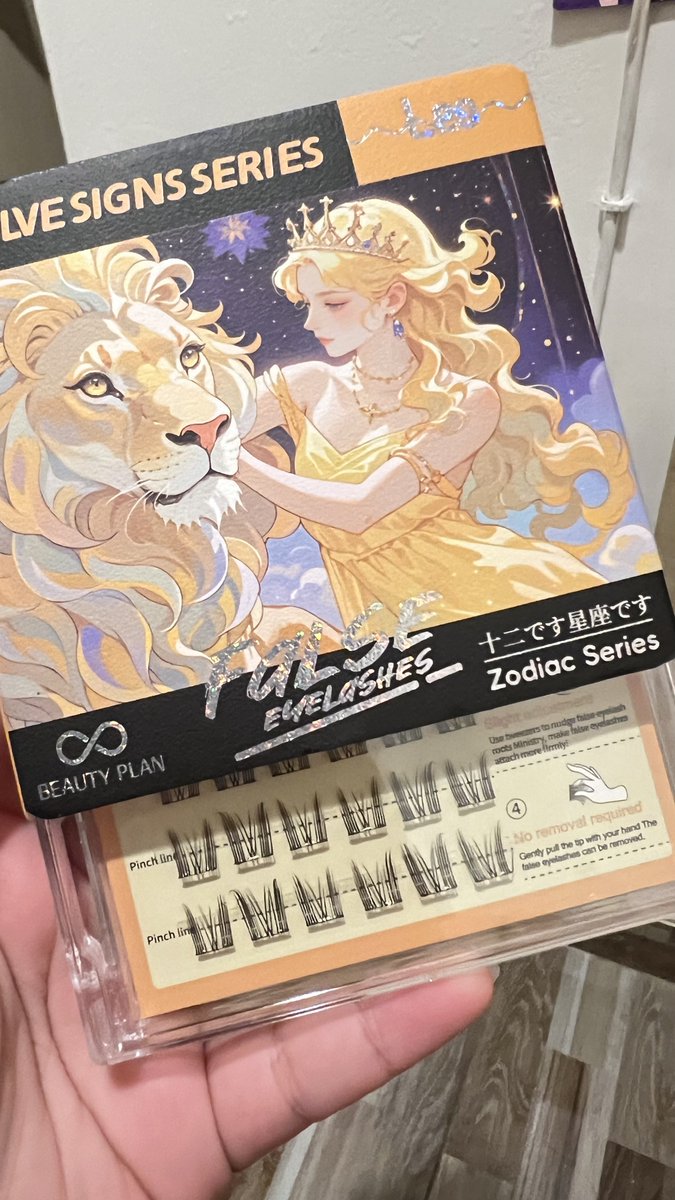 LVE SIGNS SERIES
Leo
FALSE
EYELASHES
十二です星座です
Zodiac Series
BEAUTY PLAN
Use tweezers to nudge false eyelash
roots Ministry, make false eyelashes
attach more firmly!
④
No removal required
Gently pull the tip with your hand The
false eyelashes can be removed.
Pinch line
Pinch lin